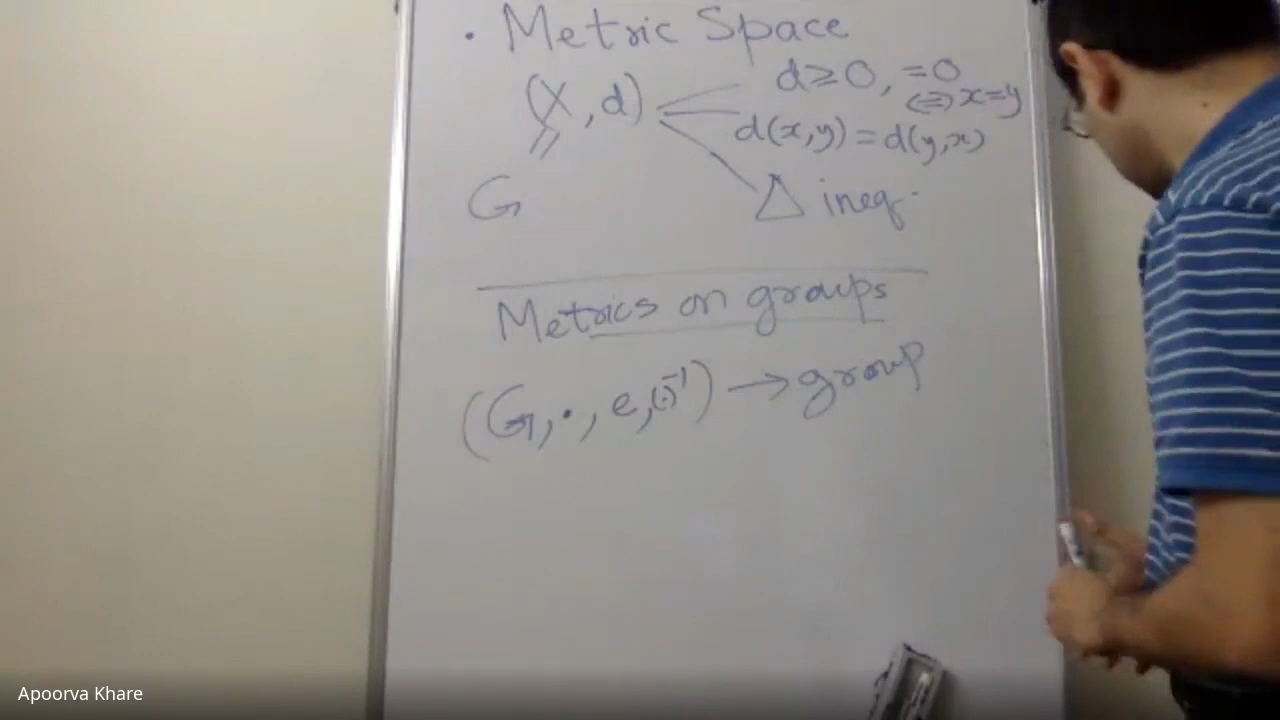 • Metric Space
(X, d)
d ≥ 0, = 0
⇔ x = y
d(x,y) = d(y,x)
G
Δ ineq.
Metrics on groups
(G, ·, e, (·)⁻¹) → group
Apoorva Khare